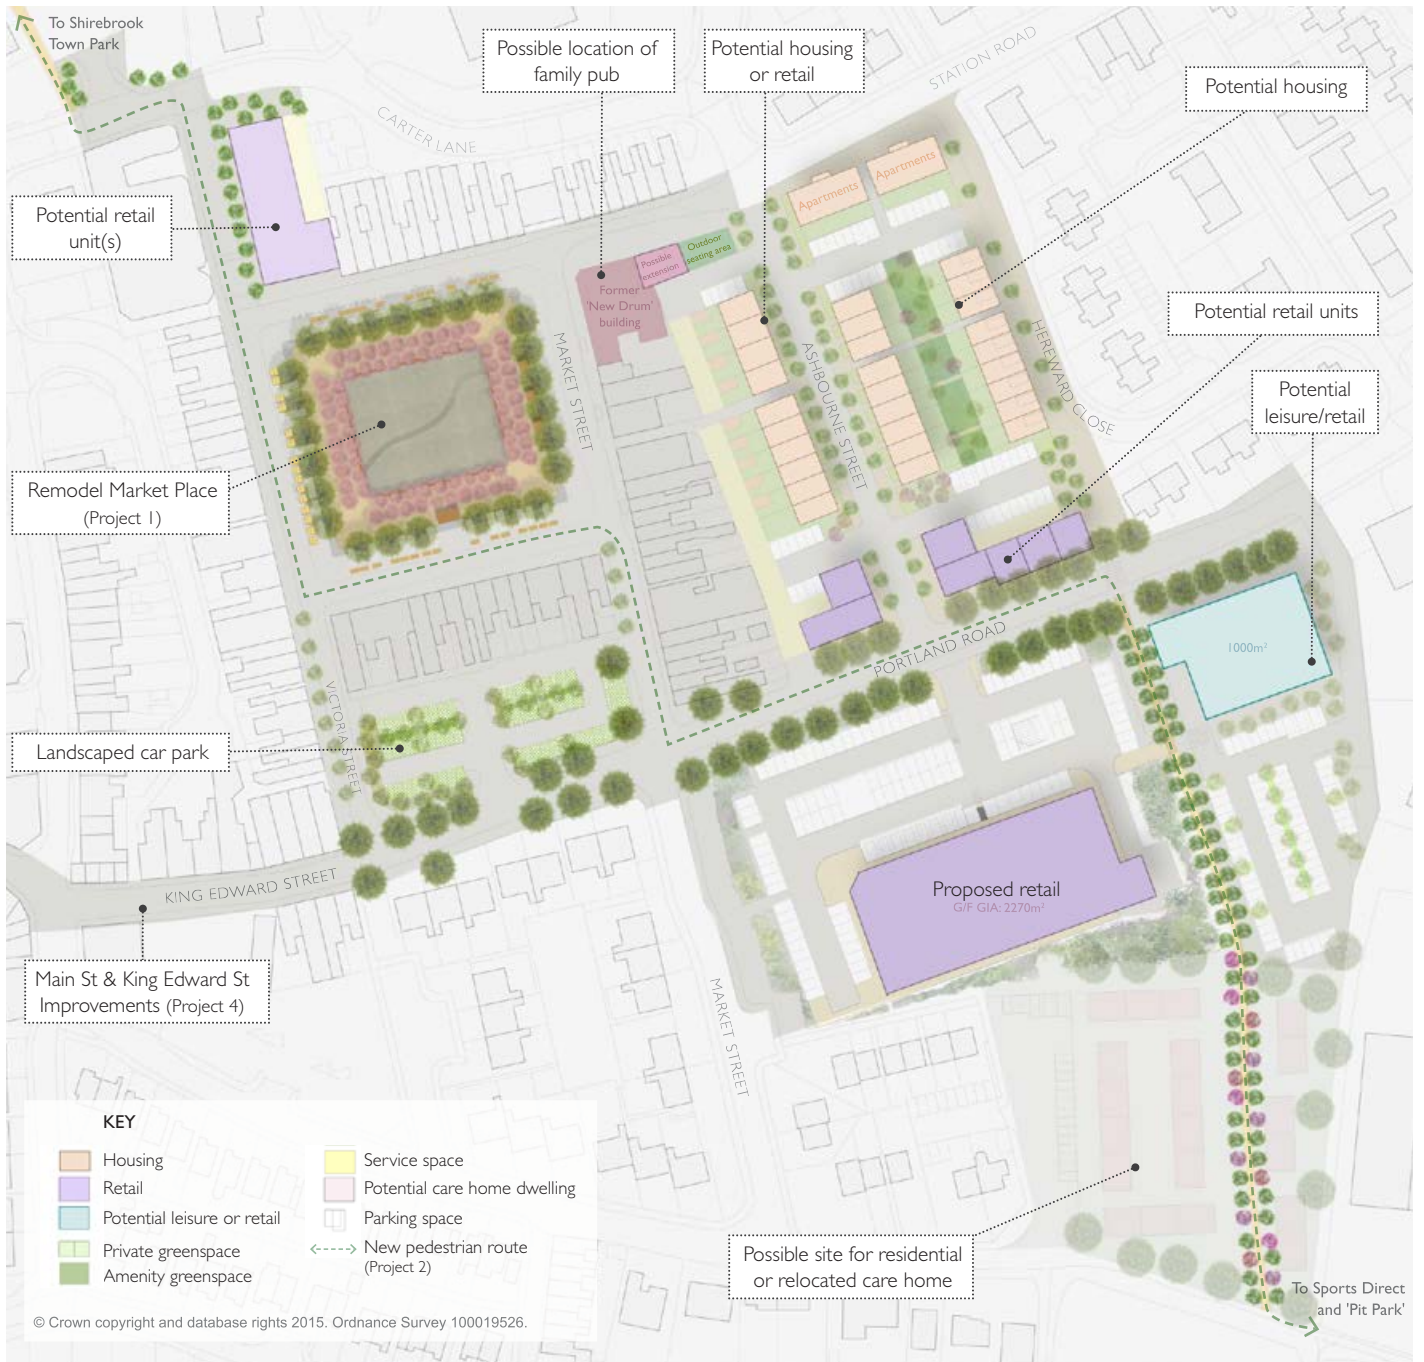 To Shirebrook
Town Park
Possible location of
family pub
Potential housing
or retail
STATION ROAD
Potential housing
CARTER LANE
Apartments
Apartments
Potential retail
unit(s)
Outdoor
seating area
Possible
extension
Former
'New Drum'
building
Potential retail units
MARKET STREET
ASHBOURNE STREET
HEREWARD CLOSE
Potential
leisure/retail
Remodel Market Place
(Project 1)
1000m²
PORTLAND ROAD
VICTORIA STREET
Landscaped car park
KING EDWARD STREET
Proposed retail
G/F GIA: 2270m²
Main St & King Edward St
Improvements (Project 4)
MARKET STREET
KEY
Housing
Retail
Potential leisure or retail
Private greenspace
Amenity greenspace
Service space
Potential care home dwelling
Parking space
New pedestrian route
(Project 2)
© Crown copyright and database rights 2015. Ordnance Survey 100019526.
Possible site for residential
or relocated care home
To Sports Direct
and 'Pit Park'